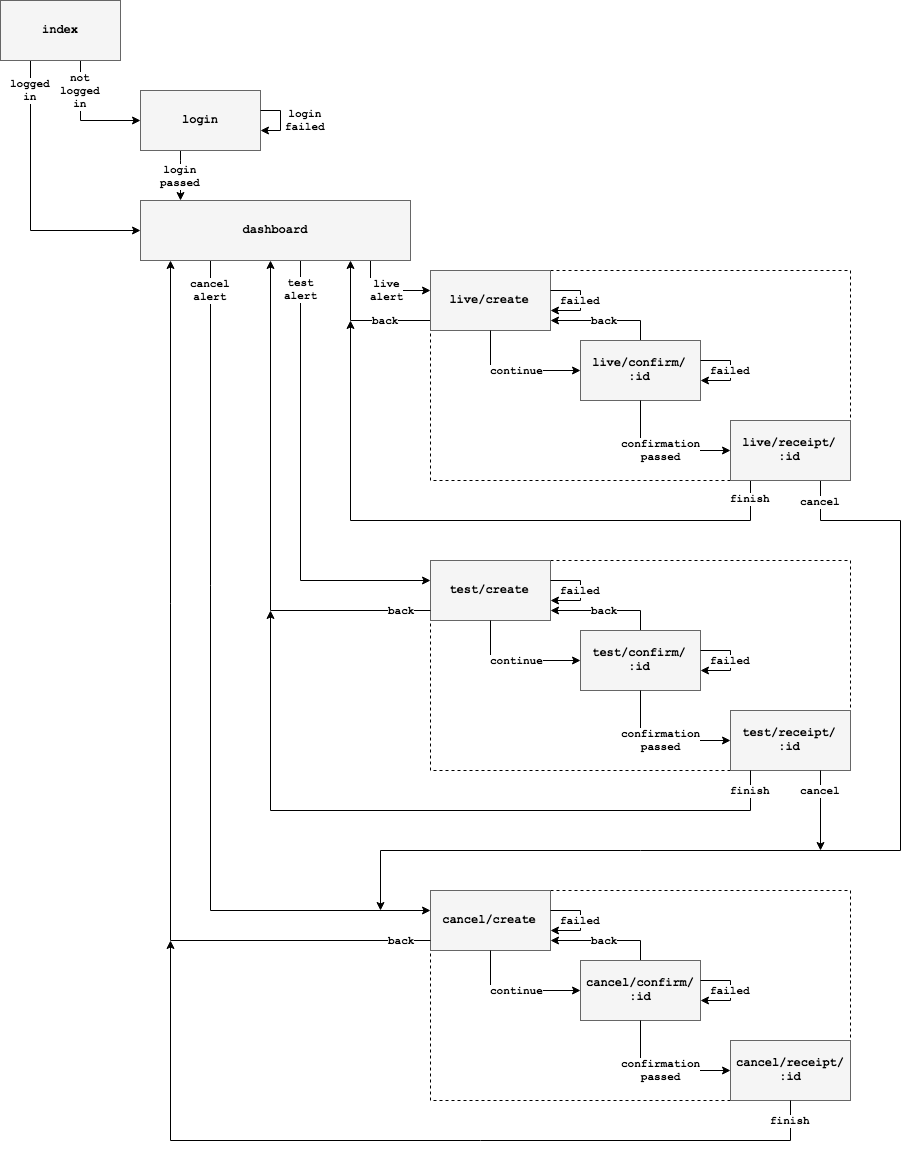 index
logged
in
not
logged
in
login
login
failed
login
passed
dashboard
cancel
alert
test
alert
live
alert
live/create
failed
back
back
continue
live/confirm/
:id
failed
confirmation
passed
live/receipt/
:id
finish
cancel
test/create
failed
back
back
continue
test/confirm/
:id
failed
confirmation
passed
test/receipt/
:id
finish
cancel
cancel/create
failed
back
back
continue
cancel/confirm/
:id
failed
confirmation
passed
cancel/receipt/
:id
finish